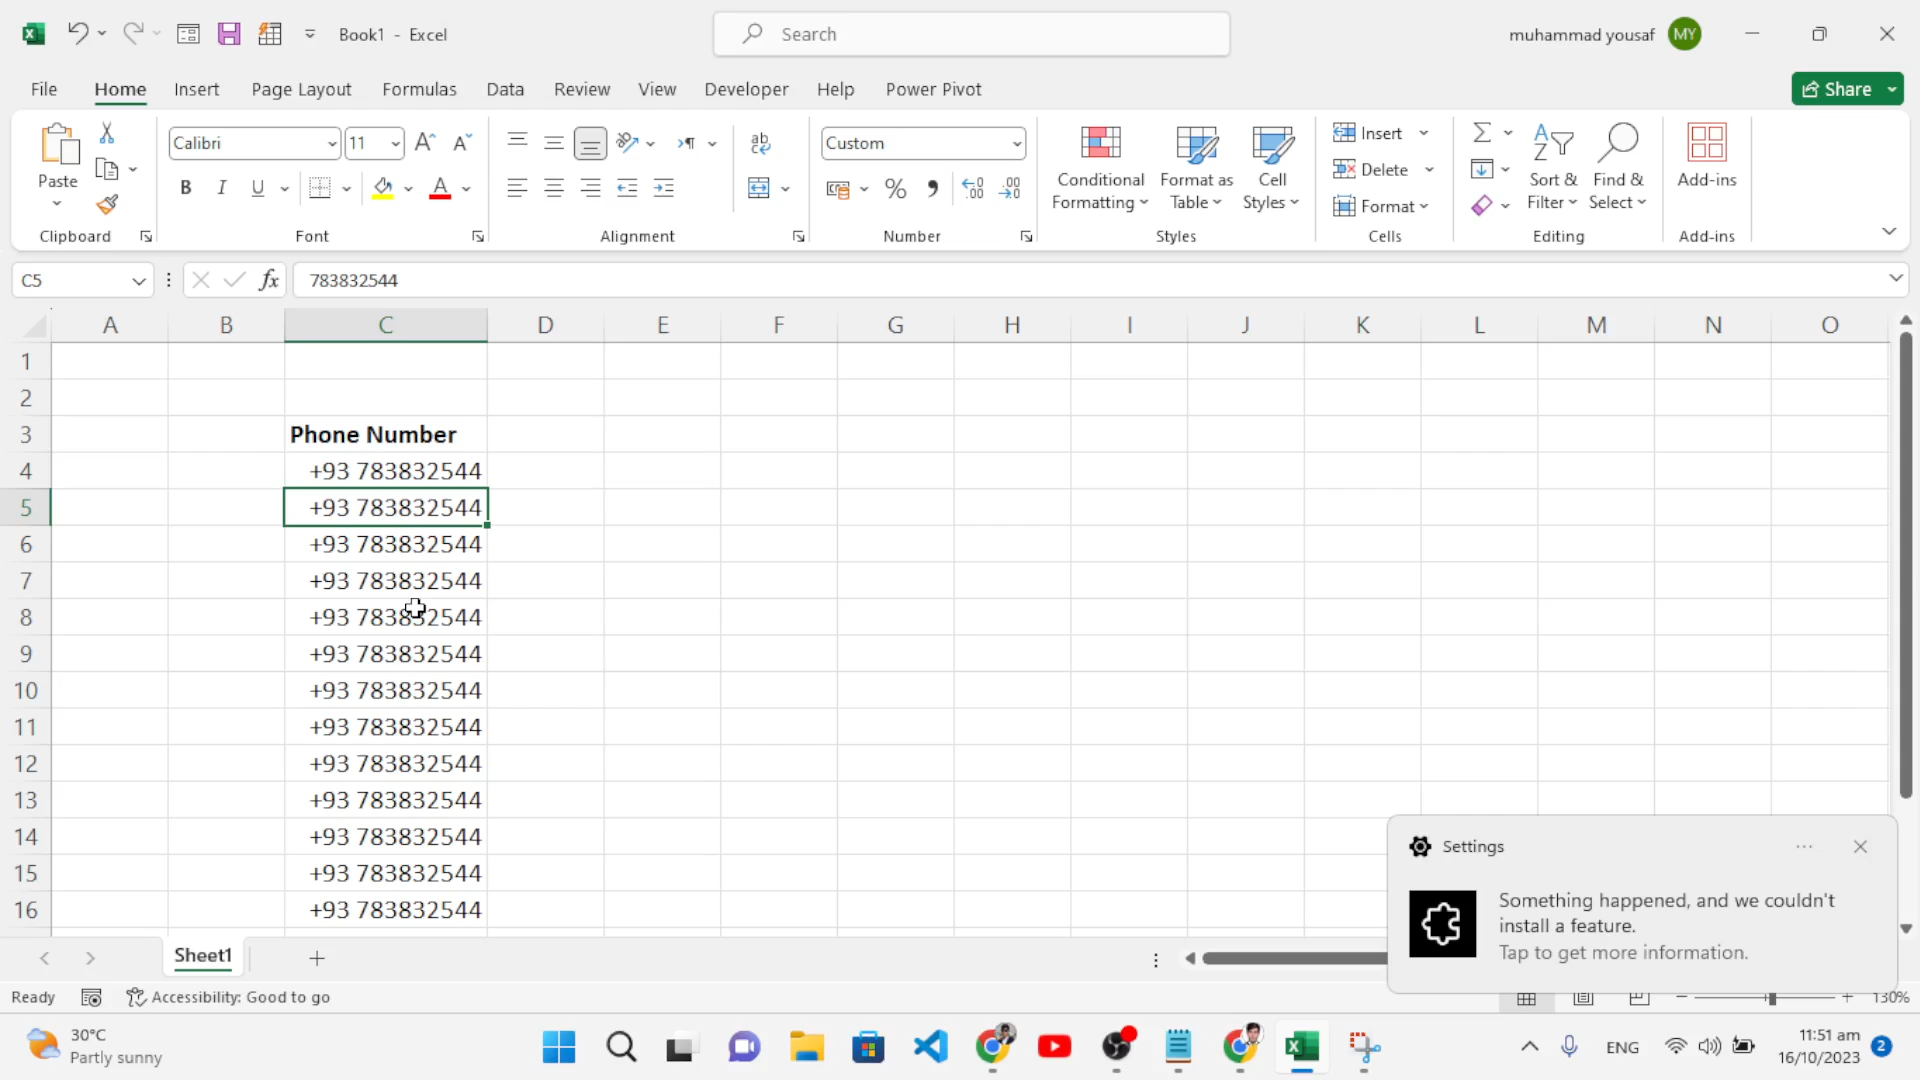 Book1 - Excel
Search
muhammad yousaf
MY
File
Home
Insert
Page Layout
Formulas
Data
Review
View
Developer
Help
Power Pivot
Share
Paste
Clipboard
Calibri
11
B
I
U
A
Font
ab
Alignment
Custom
%
Number
Conditional
Formatting
Format as
Table
Cell
Styles
Styles
Insert
Delete
Format
Cells
Sort &
Filter
Find &
Select
Editing
Add-ins
Add-ins
C5
fx
783832544
A B C D E F G H I J K L M N O
1
2
3 Phone Number
4 +93 783832544
5 +93 783832544
6 +93 783832544
7 +93 783832544
8 +93 783832544
9 +93 783832544
10 +93 783832544
11 +93 783832544
12 +93 783832544
13 +93 783832544
14 +93 783832544
15 +93 783832544
16 +93 783832544
Settings
Something happened, and we couldn't
install a feature.
Tap to get more information.
Sheet1
Ready
Accessibility: Good to go
130%
30°C
Partly sunny
ENG
11:51 am
16/10/2023
2